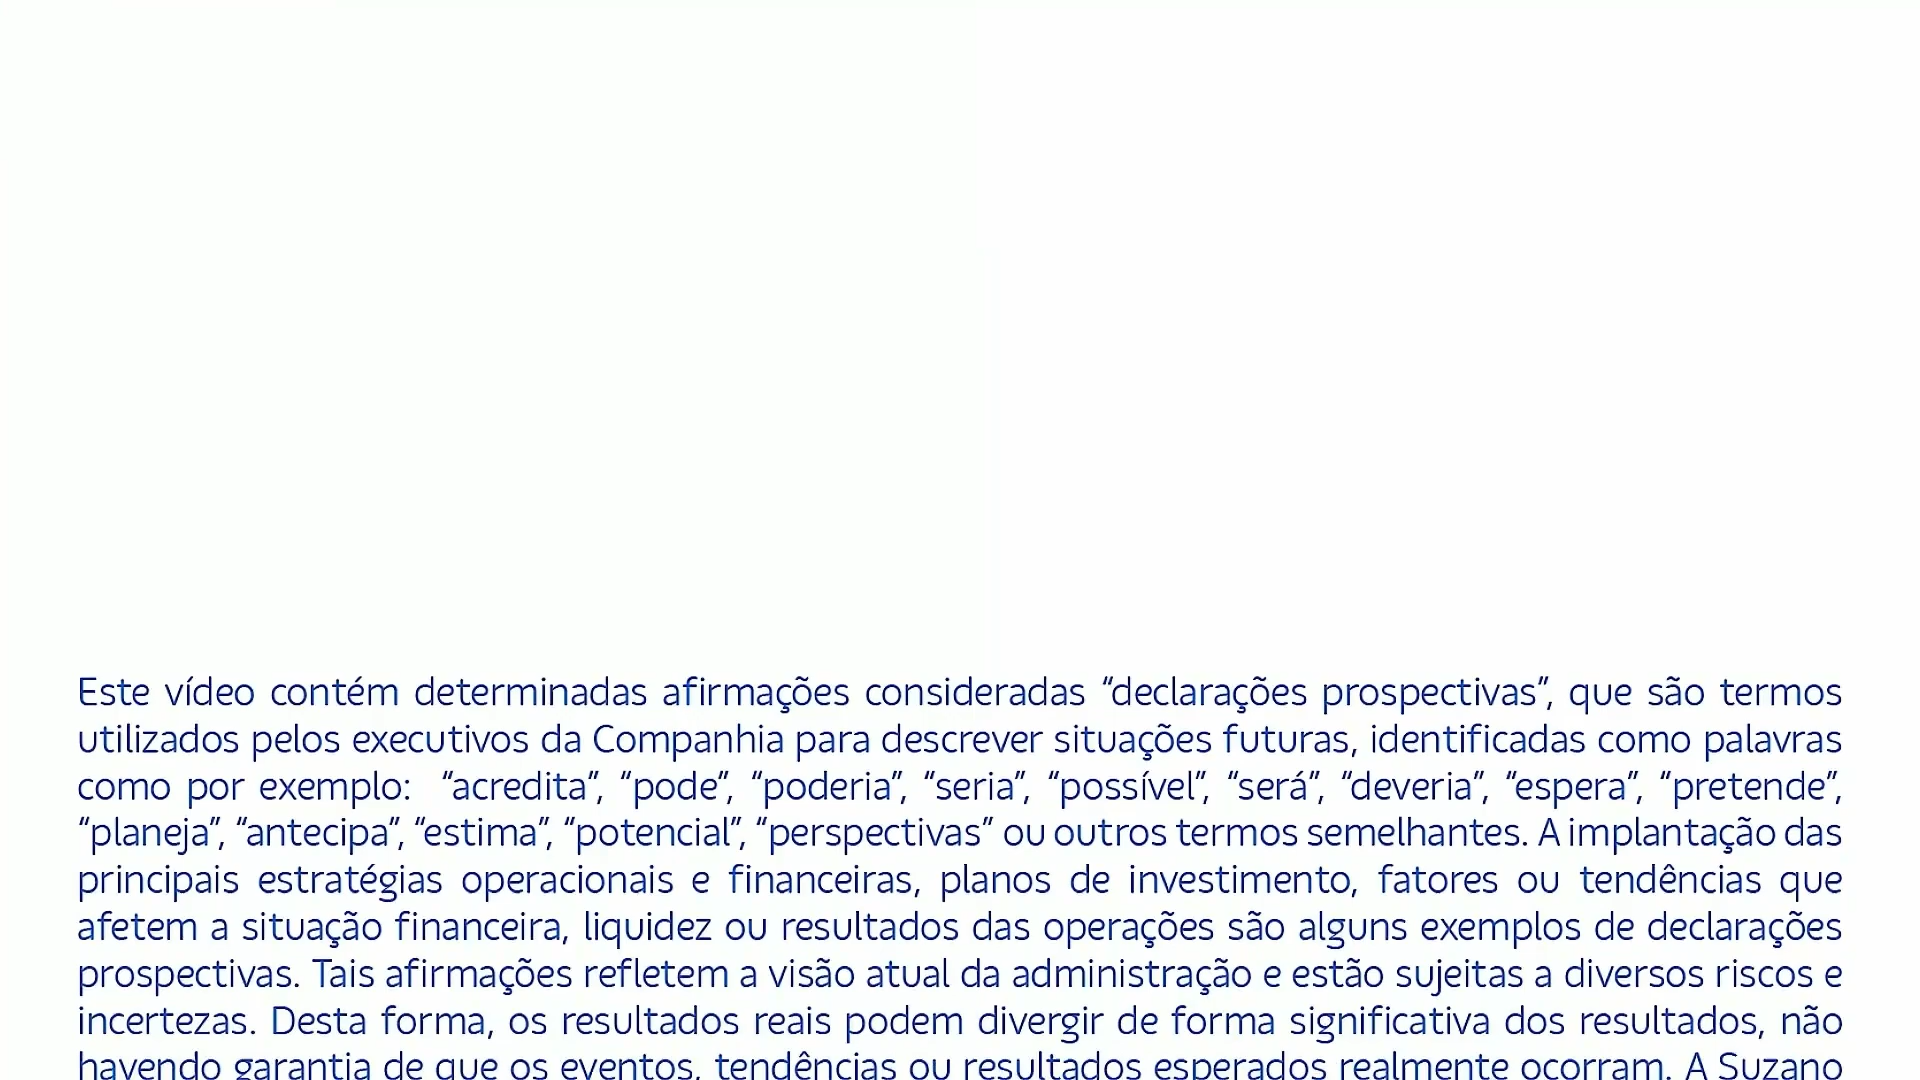 Este vídeo contém determinadas afirmações consideradas “declarações prospectivas”, que são termos
utilizados pelos executivos da Companhia para descrever situações futuras, identificadas como palavras
como por exemplo:  “acredita”, “pode”, “poderia”, “seria”, “possível”, “será”, “deveria”, “espera”, “pretende”,
“planeja”, “antecipa”, “estima”, “potencial”, “perspectivas” ou outros termos semelhantes. A implantação das
principais estratégias operacionais e financeiras, planos de investimento, fatores ou tendências que
afetem a situação financeira, liquidez ou resultados das operações são alguns exemplos de declarações
prospectivas. Tais afirmações refletem a visão atual da administração e estão sujeitas a diversos riscos e
incertezas. Desta forma, os resultados reais podem divergir de forma significativa dos resultados, não
havendo garantia de que os eventos, tendências ou resultados esperados realmente ocorram. A Suzano